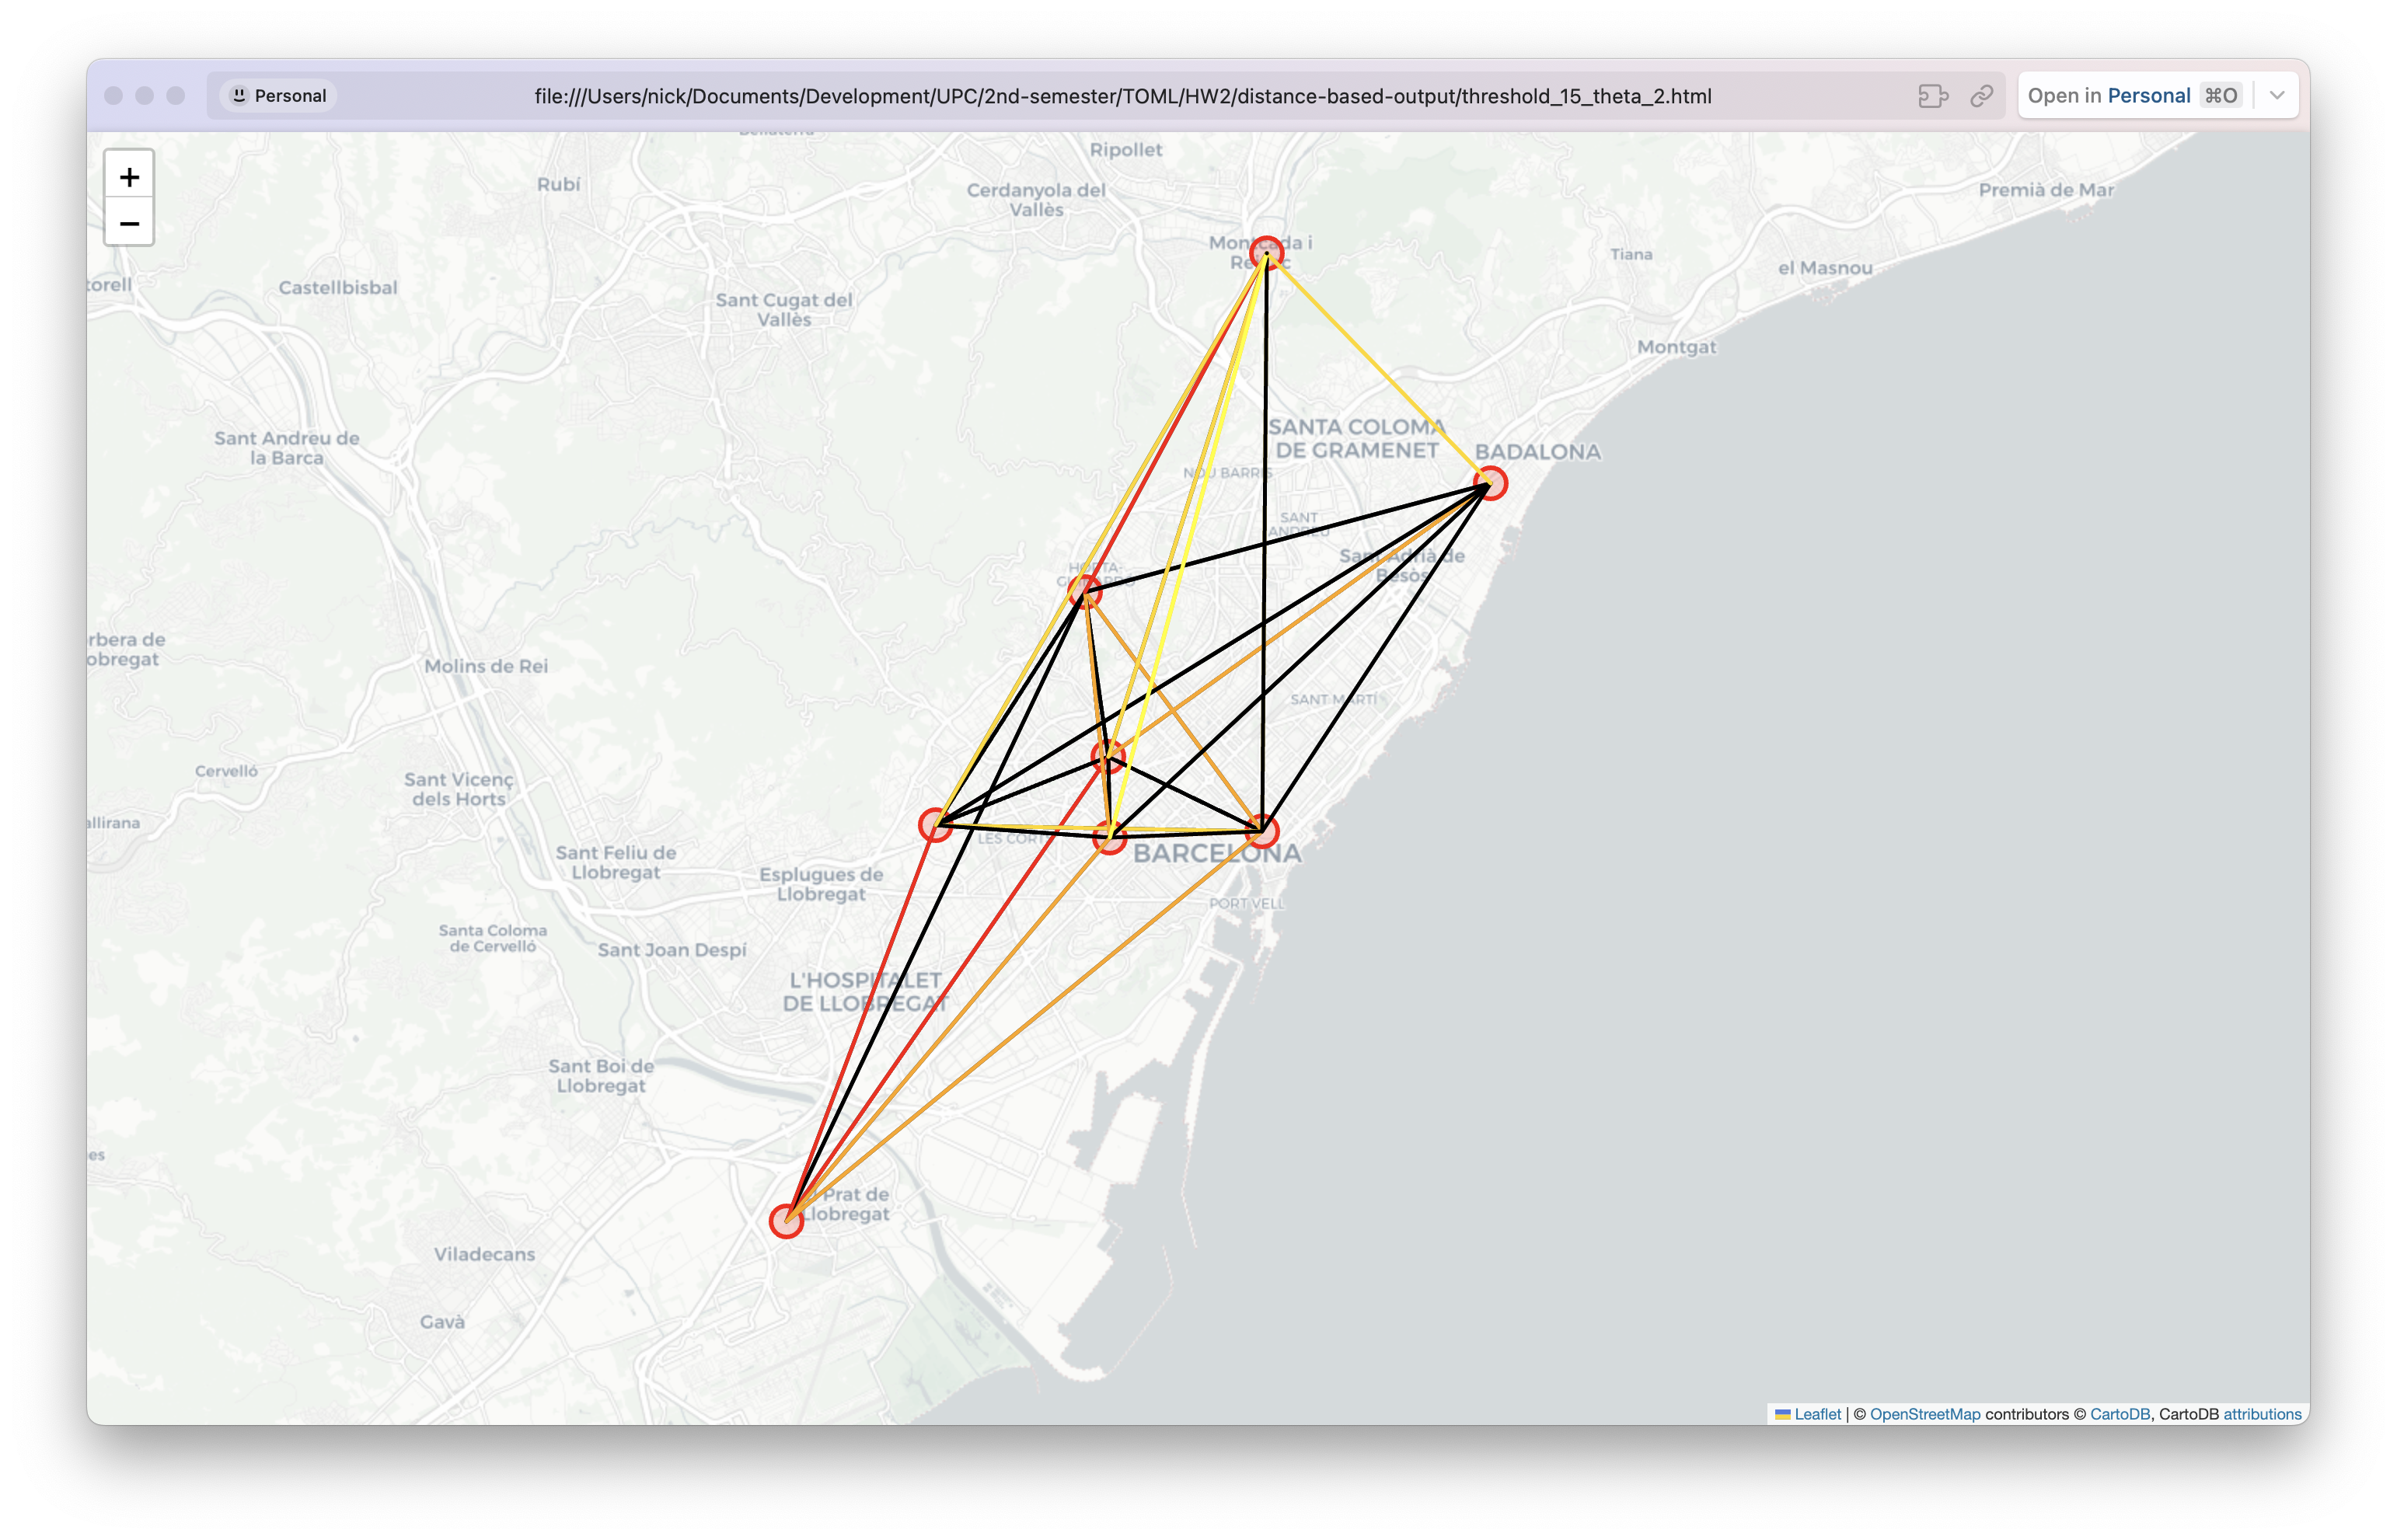 Personal
file:///Users/nick/Documents/Development/UPC/2nd-semester/TOML/HW2/distance-based-output/threshold_15_theta_2.html
Open in Personal ⌘O
+
−
Ripollet
Rubí
Cerdanyola del
Vallès
Premià de Mar
Montcada i
Tiana
el Masnou
torell
Castellbisbal
Sant Cugat del
Vallès
Montgat
SANTA COLOMA
DE GRAMENET
BADALONA
Sant Andreu de
la Barca
NOU BARRIS
SANT
ANDREU
Sant Adrià de
Besòs
HORTA-
rbera de
obregat
Molins de Rei
SANT MARTÍ
Cervelló
Sant Vicenç
dels Horts
allirana
LES CORT
BARCELONA
Sant Feliu de
Llobregat
Esplugues de
Llobregat
PORT VELL
Santa Coloma
de Cervelló
Sant Joan Despí
L'HOSPITALET
DE LLOBREGAT
Sant Boi de
Llobregat
es
Prat de
Llobregat
Viladecans
Gavà
Leaflet | © OpenStreetMap contributors © CartoDB, CartoDB attributions